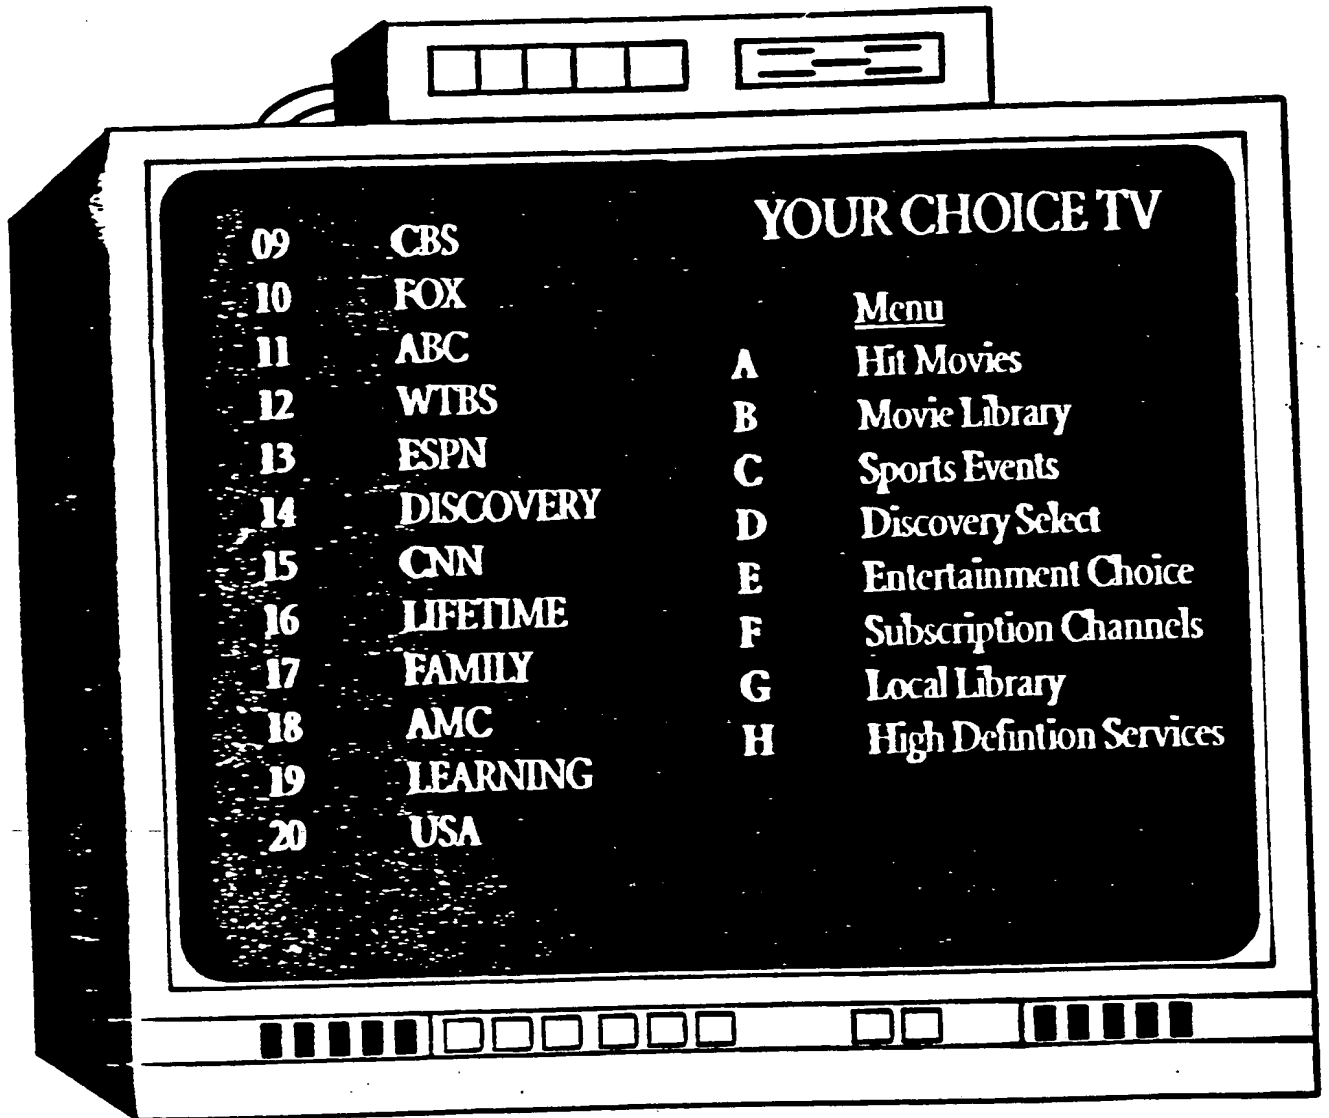 09 CBS
10 FOX
11 ABC
12 WTBS
13 ESPN
14 DISCOVERY
15 CNN
16 LIFETIME
17 FAMILY
18 AMC
19 LEARNING
20 USA
YOUR CHOICE TV
Menu
A Hit Movies
B Movie Library
C Sports Events
D Discovery Select
E Entertainment Choice
F Subscription Channels
G Local Library
H High Defintion Services